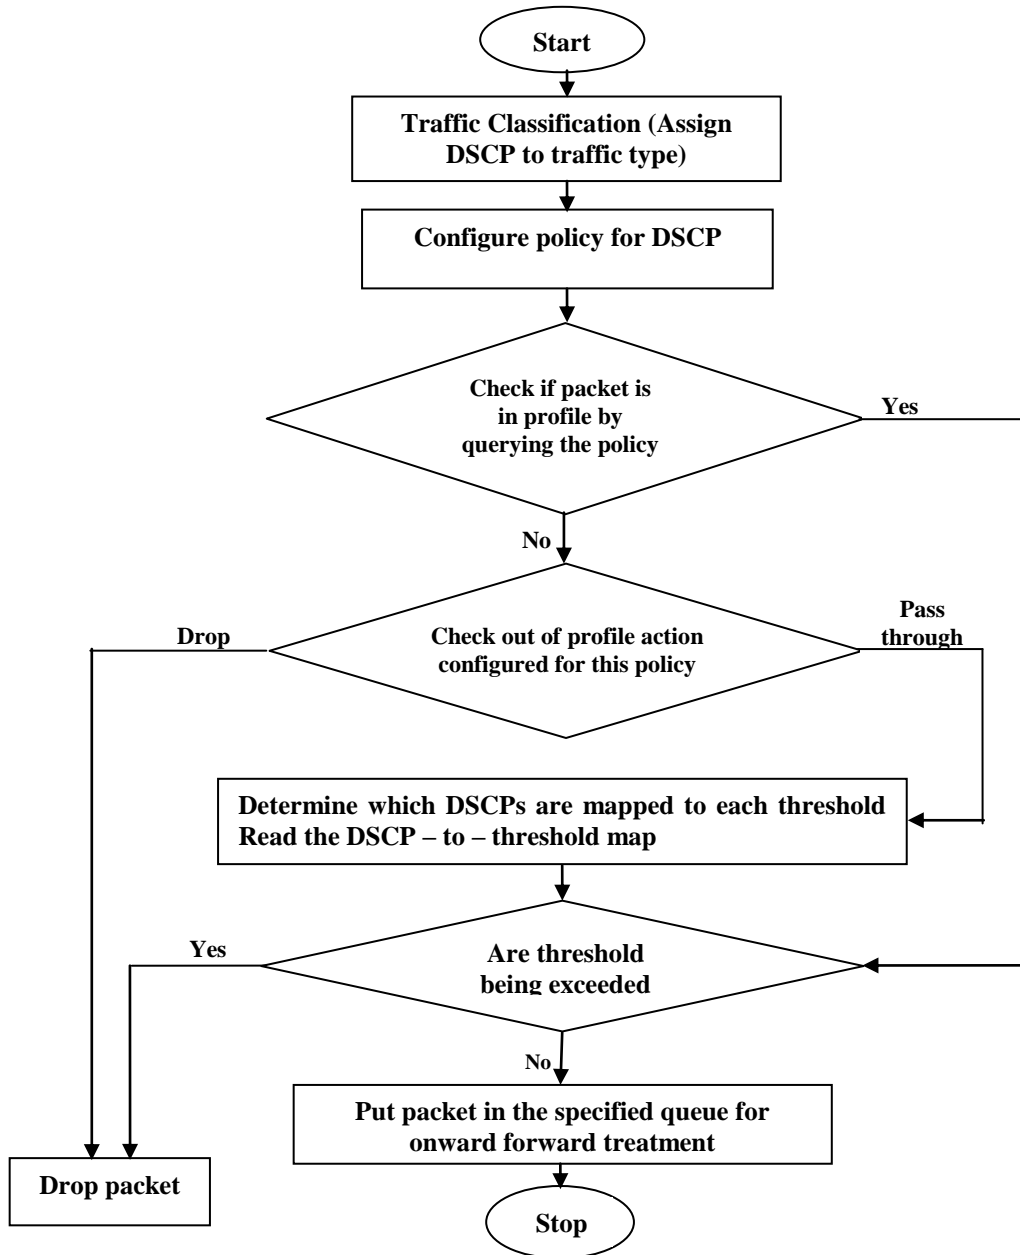 Start
Traffic Classification (Assign
DSCP to traffic type)
Configure policy for DSCP
Check if packet is
in profile by
querying the policy
Yes
No
Check out of profile action
configured for this policy
Drop
Pass
through
Determine which DSCPs are mapped to each threshold
Read the DSCP – to – threshold map
Are threshold
being exceeded
Yes
No
Put packet in the specified queue for
onward forward treatment
Drop packet
Stop